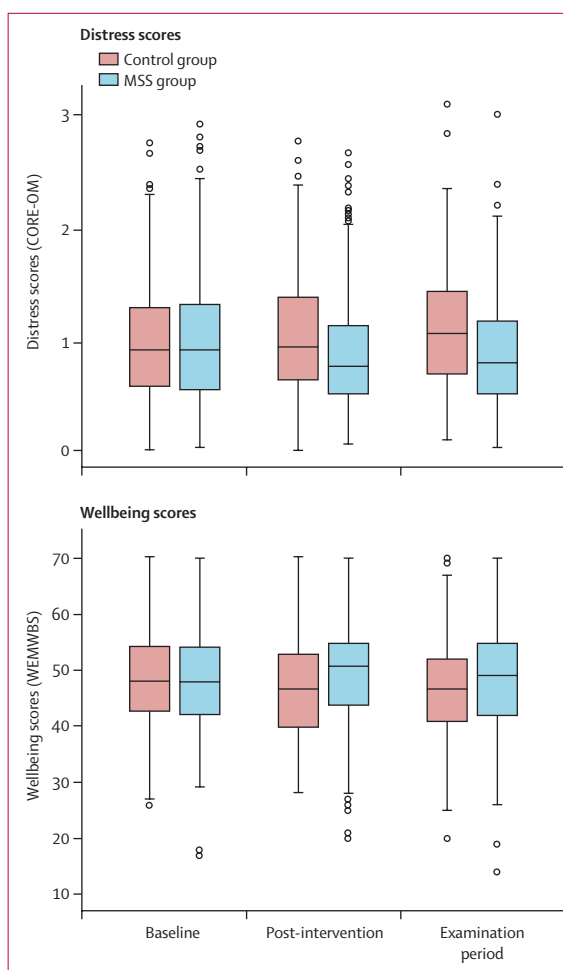 Distress scores
Control group
MSS group
Distress scores (CORE-OM)
3
2
1
0
Wellbeing scores
Wellbeing scores (WEMWBS)
70
60
50
40
30
20
10
Baseline
Post-intervention
Examination
period